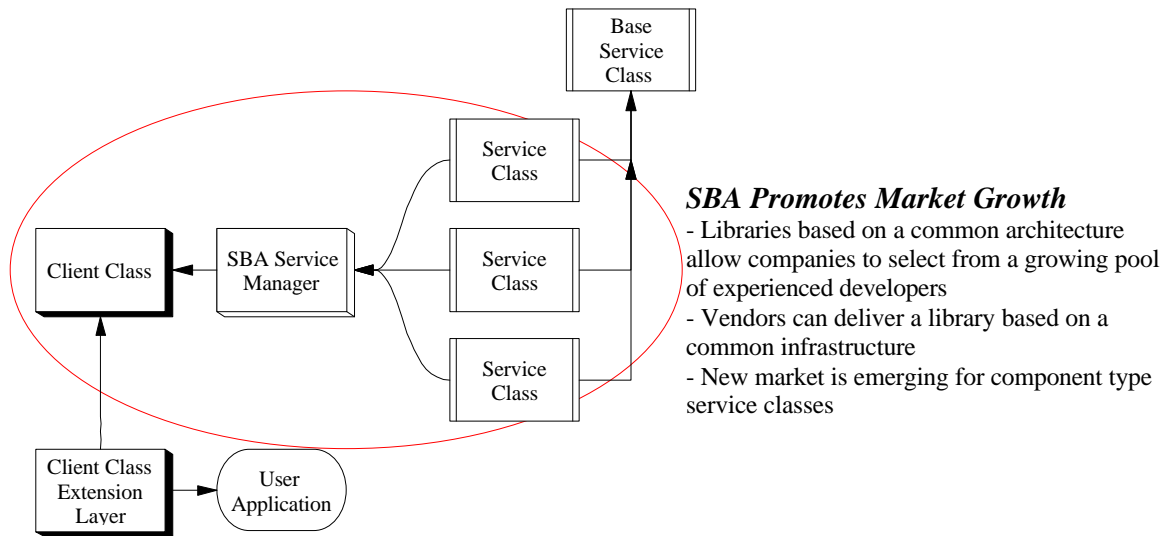 Base
Service
Class
Service
Class
SBA Promotes Market Growth
- Libraries based on a common architecture
allow companies to select from a growing pool
of experienced developers
- Vendors can deliver a library based on a
common infrastructure
- New market is emerging for component type
service classes
Client Class
SBA Service
Manager
Service
Class
Service
Class
Client Class
Extension
Layer
User
Application